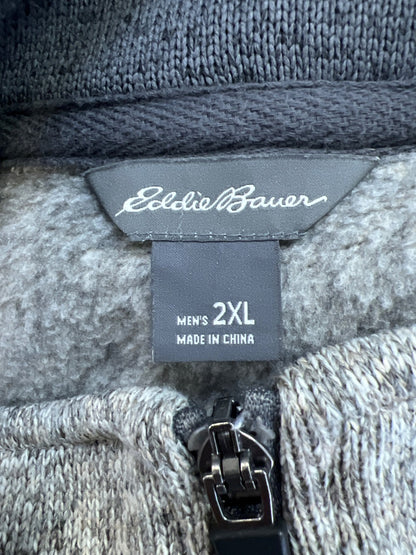 Eddie Bauer
MEN'S 2XL
MADE IN CHINA